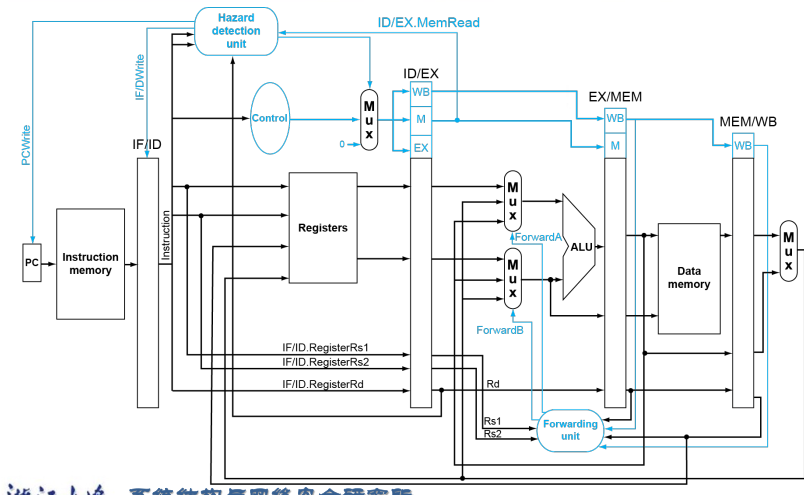 Hazard
detection
unit
ID/EX.MemRead
ID/EX
WB
M
EX
EX/MEM
WB
M
MEM/WB
WB
IF/DWrite
PCWrite
Control
Mux
0
IF/ID
PC
Instruction
memory
Instruction
Registers
Mux
ForwardA
Mux
ForwardB
ALU
Data
memory
Mux
IF/ID.RegisterRs1
IF/ID.RegisterRs2
IF/ID.RegisterRd
Rd
Rs1
Rs2
Forwarding
unit